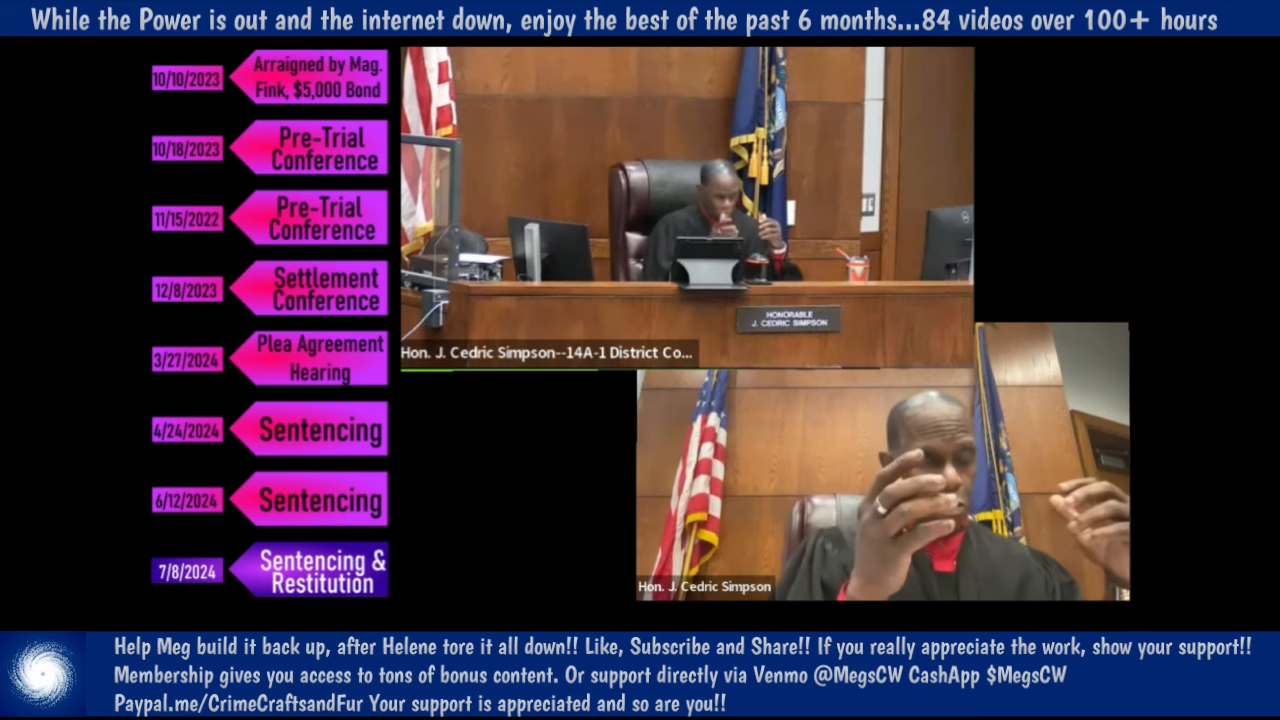 While the Power is out and the internet down, enjoy the best of the past 6 months...84 videos over 100+ hours
10/10/2023
Arraigned by Mag.
Fink, $5,000 Bond
10/18/2023
Pre-Trial
Conference
11/15/2022
Pre-Trial
Conference
12/8/2023
Settlement
Conference
3/27/2024
Plea Agreement
Hearing
4/24/2024
Sentencing
6/12/2024
Sentencing
7/8/2024
Sentencing &
Restitution
HONORABLE
J. CEDRIC SIMPSON
Hon. J. Cedric Simpson--14A-1 District Co...
Hon. J. Cedric Simpson
Help Meg build it back up, after Helene tore it all down!! Like, Subscribe and Share!! If you really appreciate the work, show your support!!
Membership gives you access to tons of bonus content. Or support directly via Venmo @MegsCW CashApp $MegsCW
Paypal.me/CrimeCraftsandFur Your support is appreciated and so are you!!